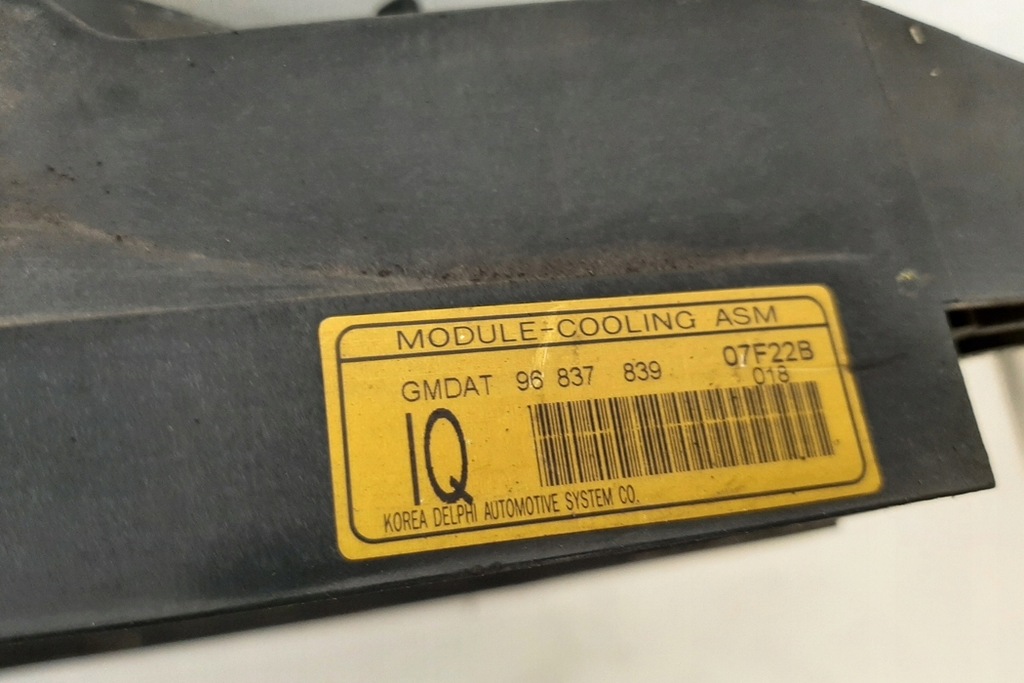 MODULE-COOLING ASM
GMDAT 96 837 839 07F22B
018
IQ
KOREA DELPHI AUTOMOTIVE SYSTEM CO.